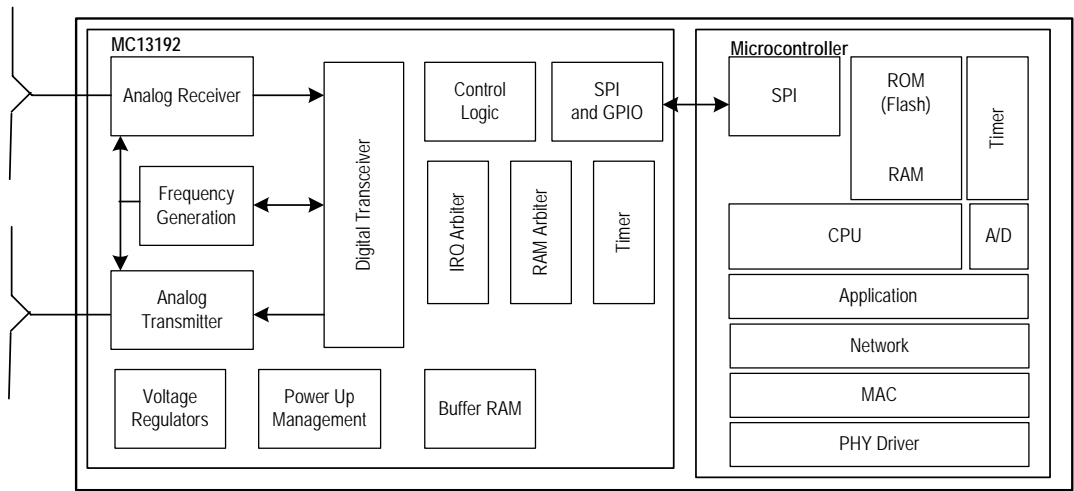 MC13192
Analog Receiver
Frequency
Generation
Analog
Transmitter
Voltage
Regulators
Power Up
Management
Digital Transceiver
Control
Logic
SPI
and GPIO
IRQ Arbiter
RAM Arbiter
Timer
Buffer RAM
Microcontroller
SPI
ROM
(Flash)
RAM
Timer
CPU
A/D
Application
Network
MAC
PHY Driver